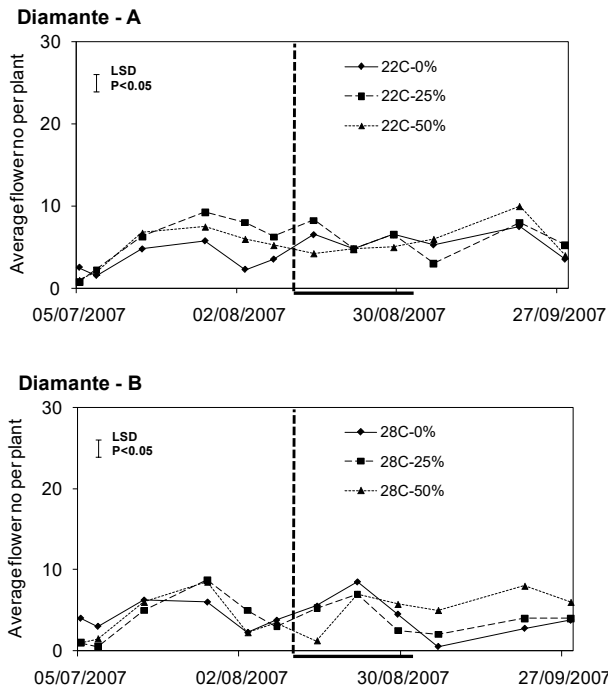 Diamante - A
30
LSD
P<0.05
22C-0%
22C-25%
22C-50%
20
10
0
Average flower no per plant
05/07/2007 02/08/2007 30/08/2007 27/09/2007
Diamante - B
30
LSD
P<0.05
28C-0%
28C-25%
28C-50%
20
10
0
Average flower no per plant
05/07/2007 02/08/2007 30/08/2007 27/09/2007